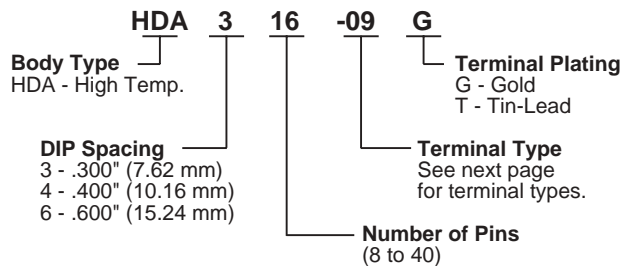 HDA 3 16 -09 G
Body Type
HDA - High Temp.
Terminal Plating
G - Gold
T - Tin-Lead
DIP Spacing
3 - .300" (7.62 mm)
4 - .400" (10.16 mm)
6 - .600" (15.24 mm)
Terminal Type
See next page
for terminal types.
Number of Pins
(8 to 40)